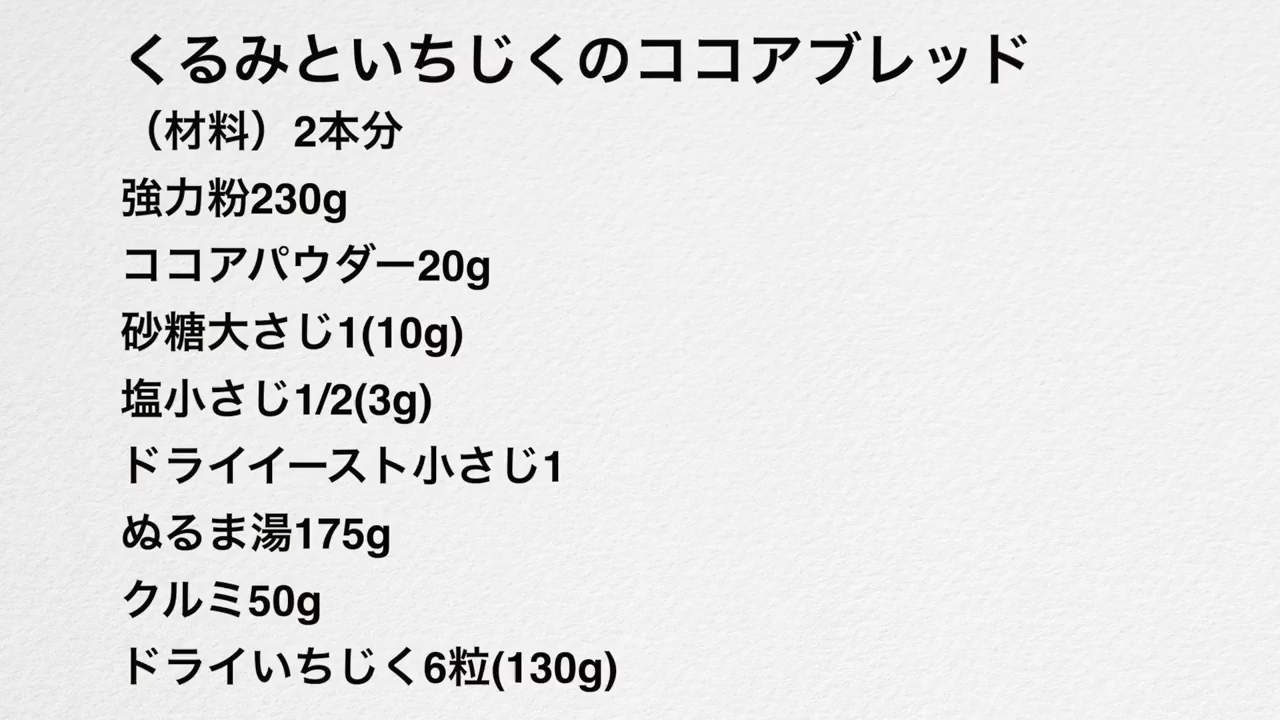 くるみといちじくのココアブレッド
（材料）2本分
強力粉230g
ココアパウダー20g
砂糖大さじ1(10g)
塩小さじ1/2(3g)
ドライイースト小さじ1
ぬるま湯175g
クルミ50g
ドライいちじく6粒(130g)